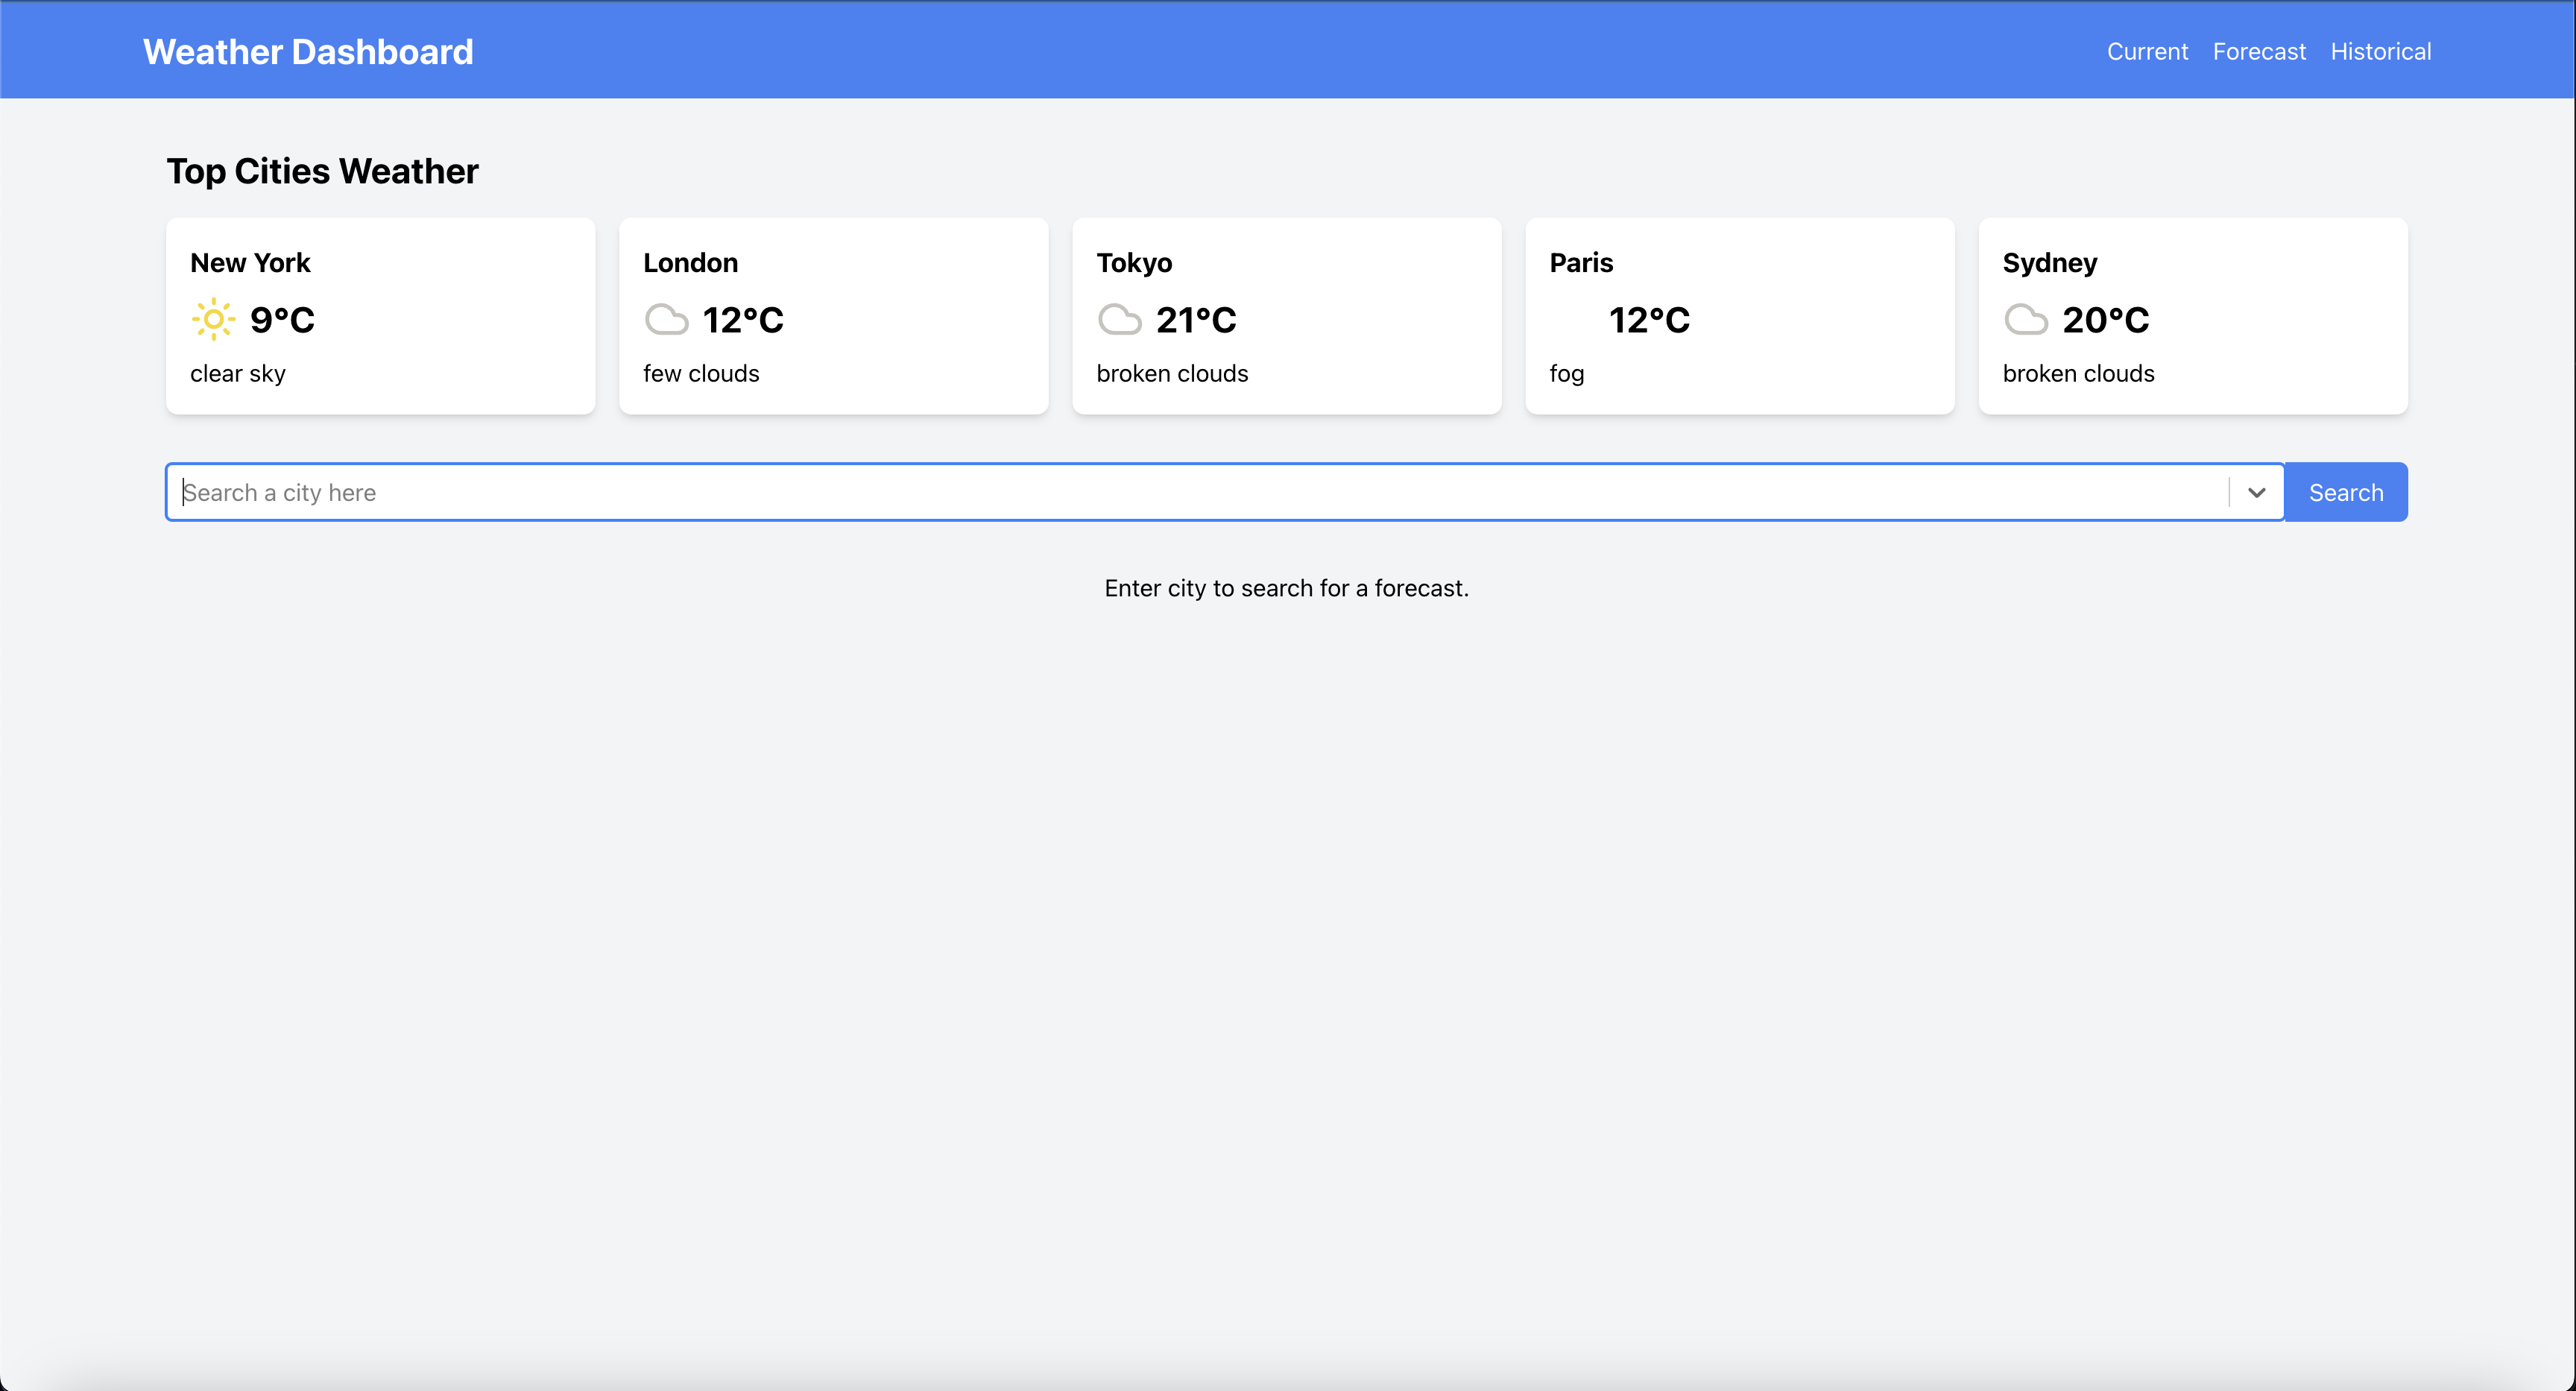 Weather Dashboard
Current Forecast Historical
Top Cities Weather
New York
9°C
clear sky
London
12°C
few clouds
Tokyo
21°C
broken clouds
Paris
12°C
fog
Sydney
20°C
broken clouds
Search a city here
Search
Enter city to search for a forecast.